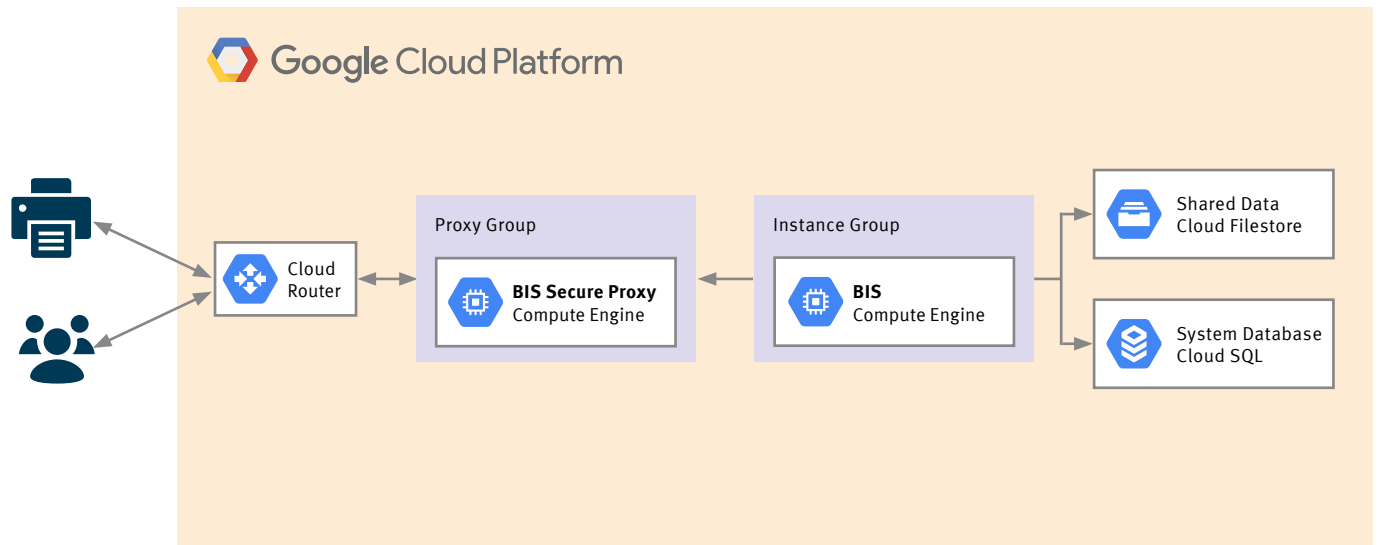 Google Cloud Platform
Proxy Group
Instance Group
Shared Data
Cloud Filestore
Cloud
Router
BIS Secure Proxy
Compute Engine
BIS
Compute Engine
System Database
Cloud SQL